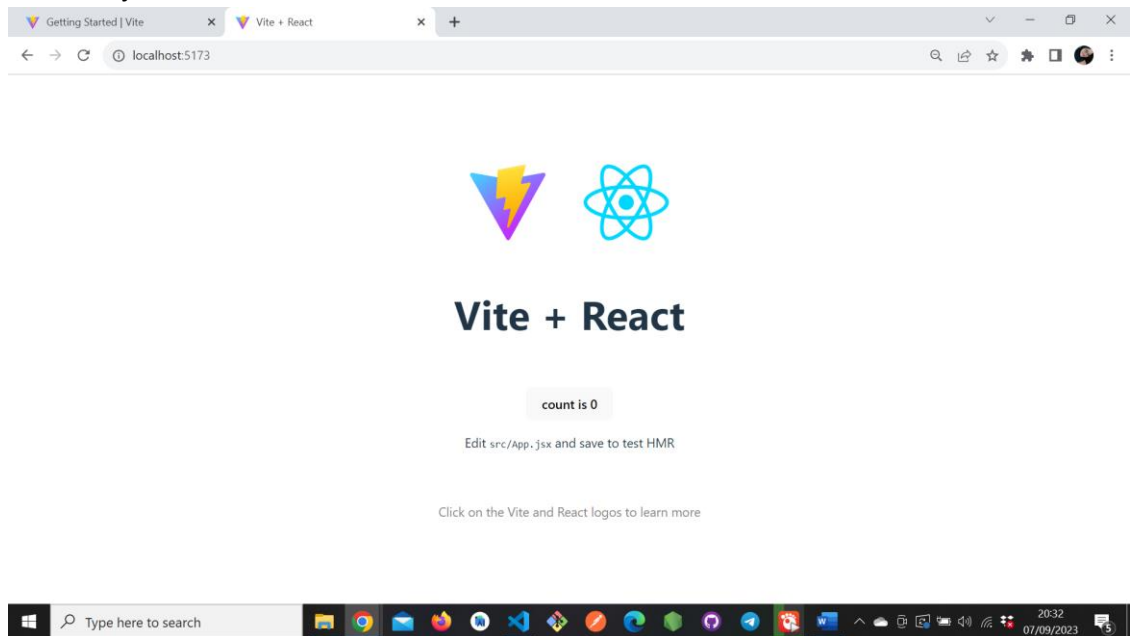 Getting Started | Vite
Vite + React
localhost:5173
Vite + React
count is 0
Edit src/App.jsx and save to test HMR
Click on the Vite and React logos to learn more
Type here to search
20:32
07/09/2023
5